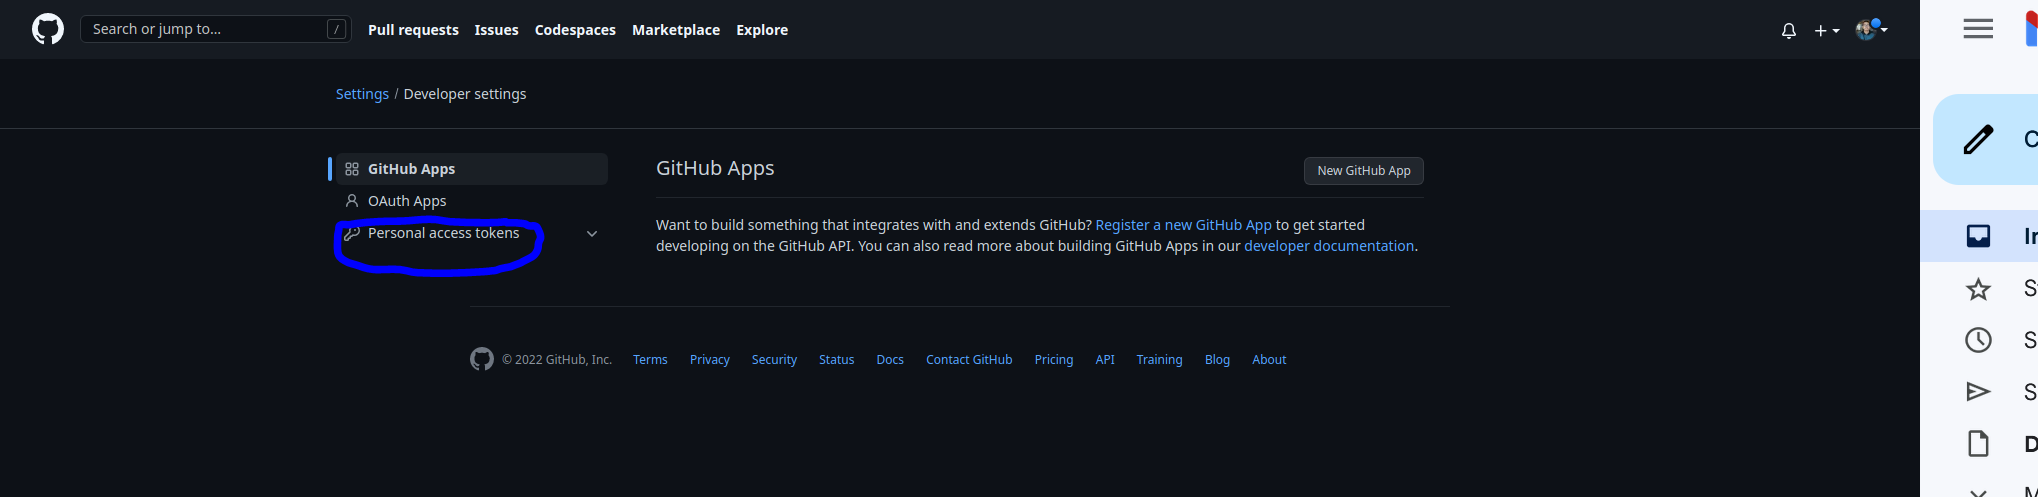 Search or jump to... /
Pull requests Issues Codespaces Marketplace Explore
Settings / Developer settings
GitHub Apps
OAuth Apps
Personal access tokens
GitHub Apps
New GitHub App
Want to build something that integrates with and extends GitHub? Register a new GitHub App to get started
developing on the GitHub API. You can also read more about building GitHub Apps in our developer documentation.
© 2022 GitHub, Inc. Terms Privacy Security Status Docs Contact GitHub Pricing API Training Blog About